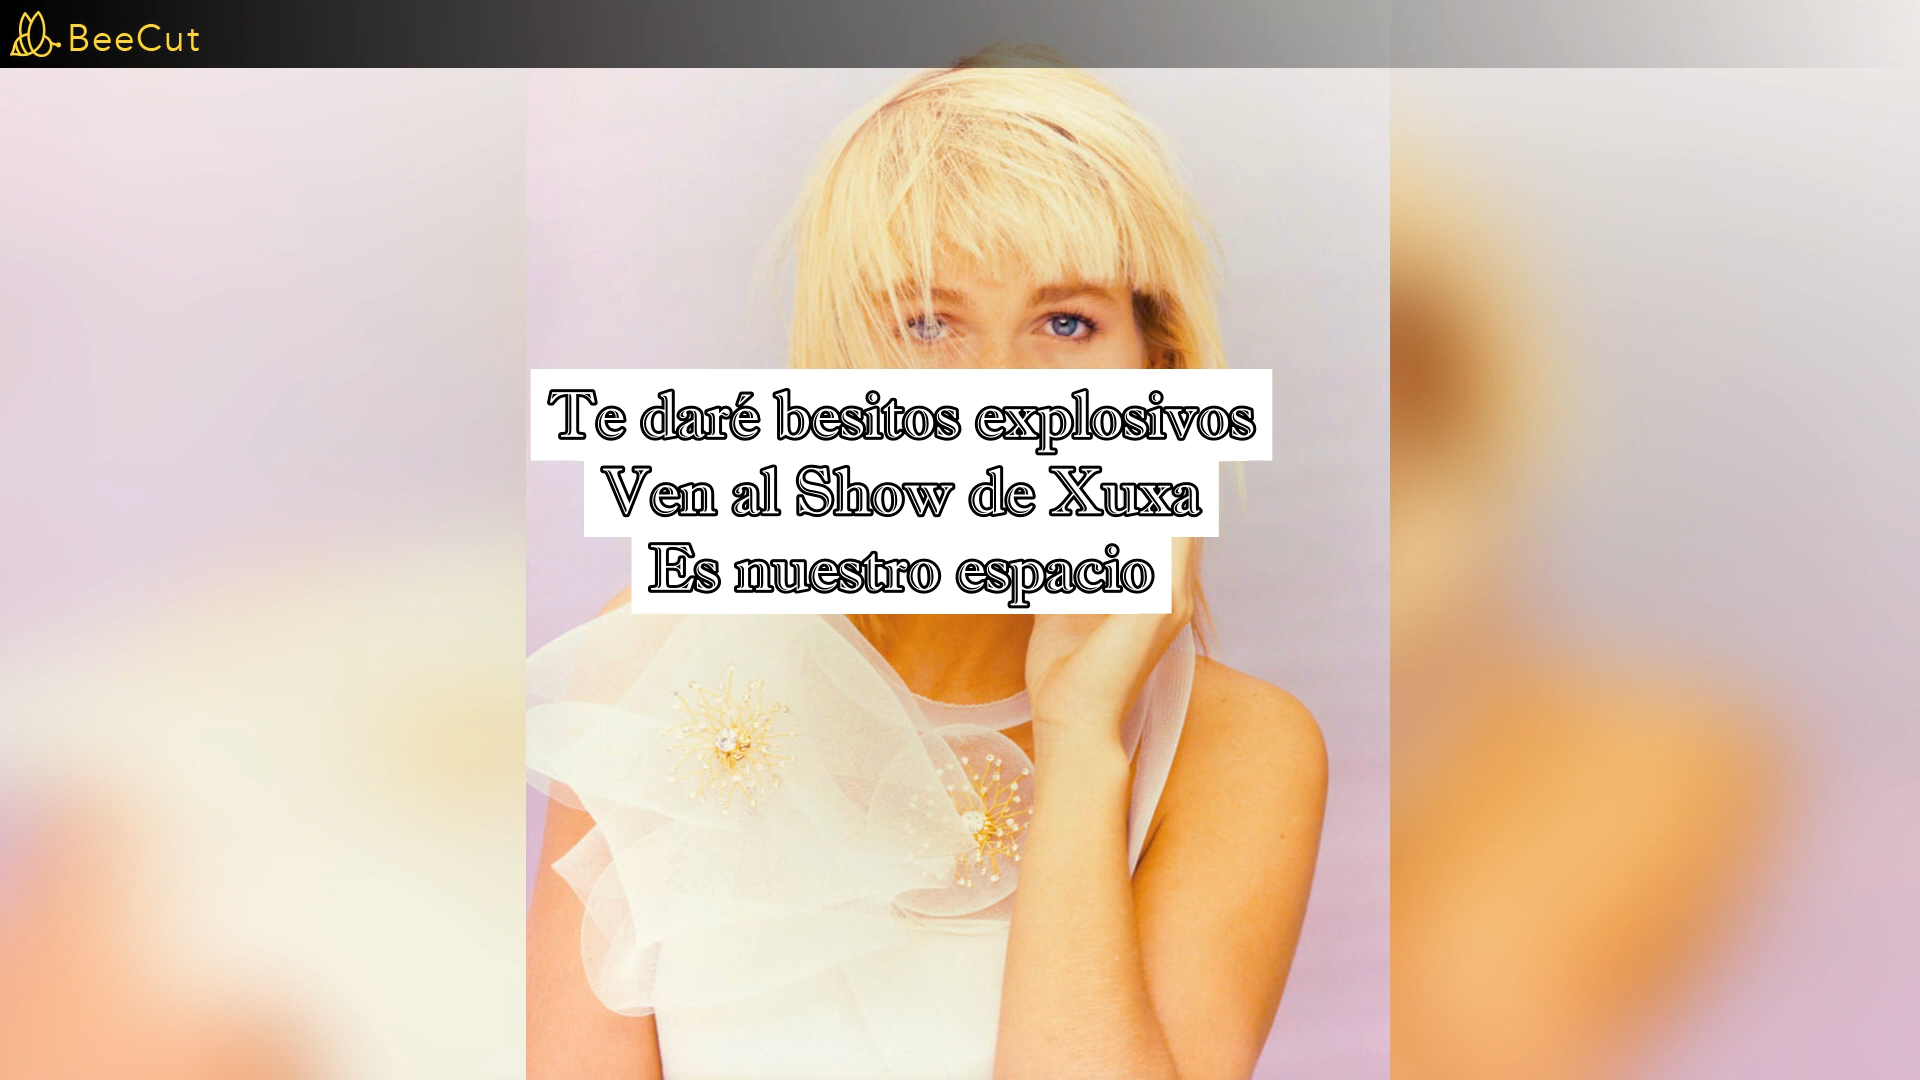 BeeCut
Te daré besitos explosivos
Ven al Show de Xuxa
Es nuestro espacio